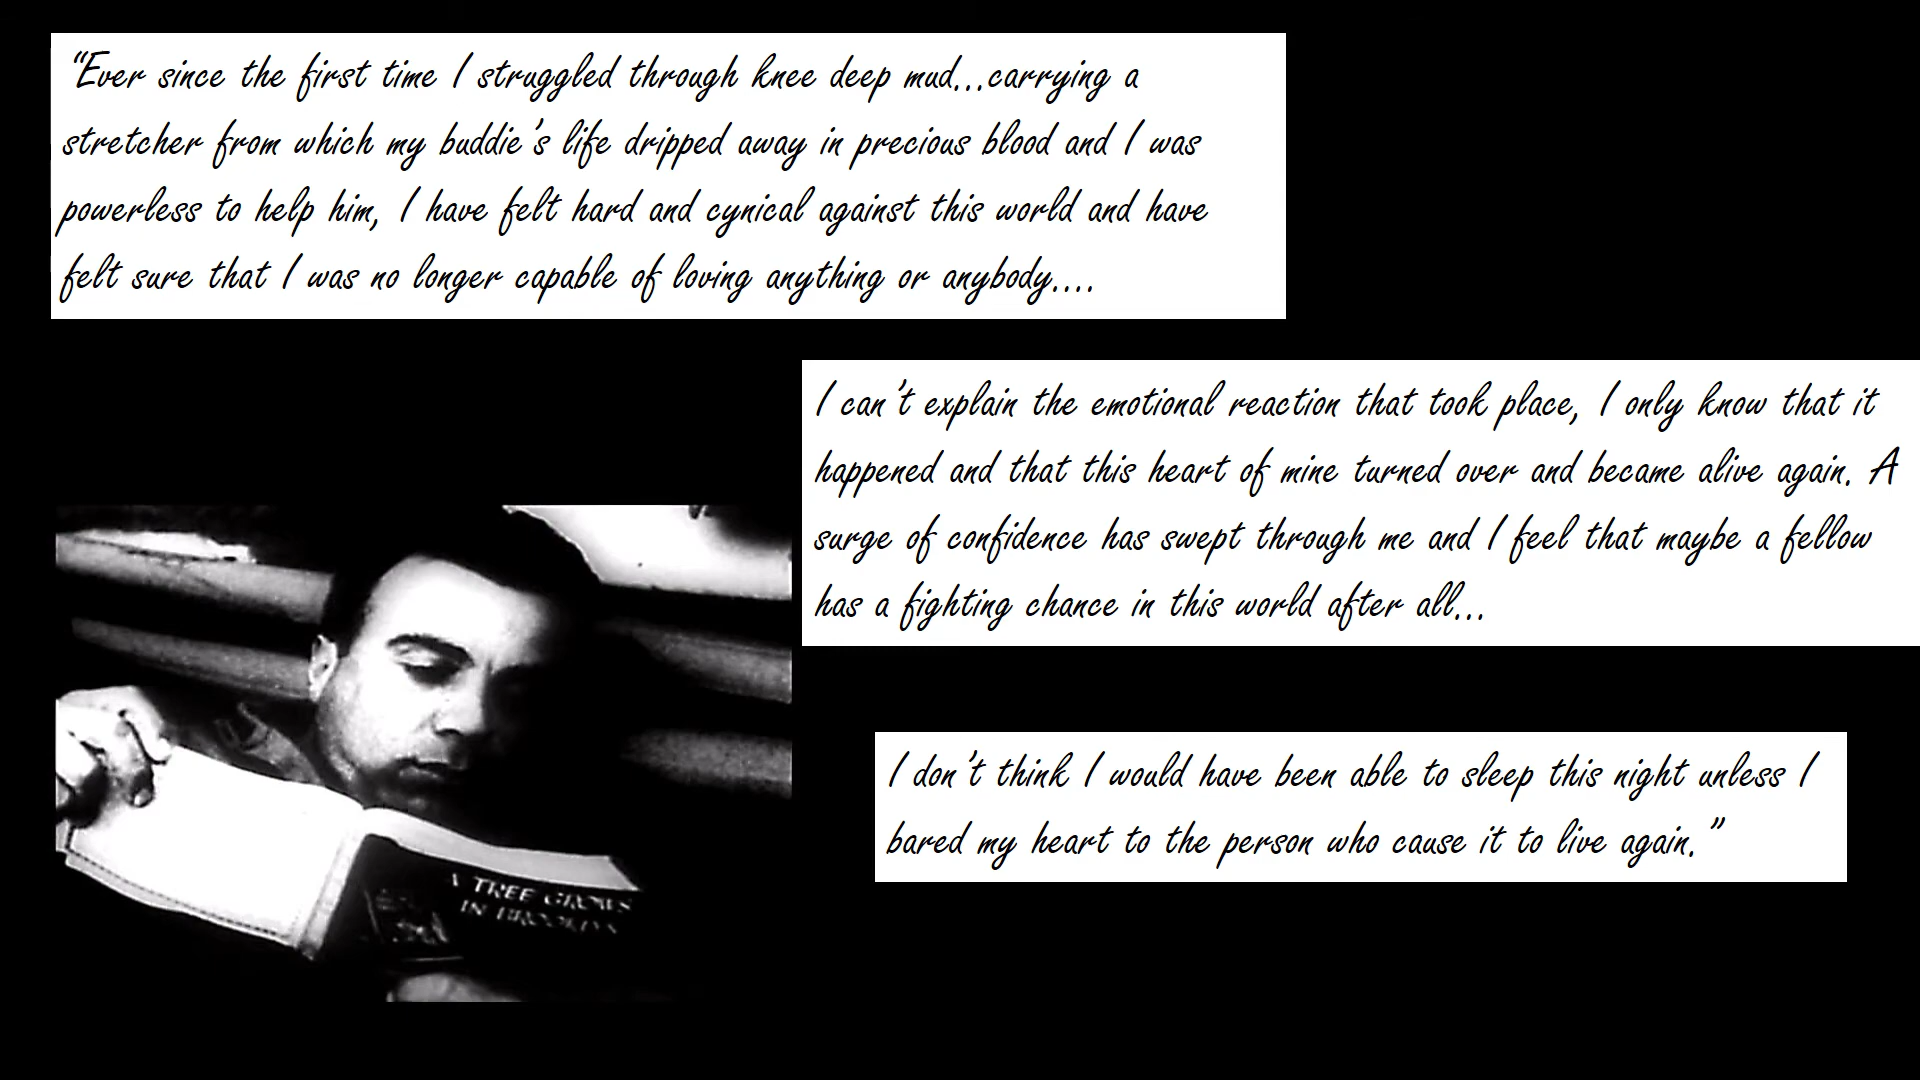 “Ever since the first time I struggled through knee deep mud...carrying a
stretcher from which my buddie’s life dripped away in precious blood and I was
powerless to help him, I have felt hard and cynical against this world and have
felt sure that I was no longer capable of loving anything or anybody....
I can’t explain the emotional reaction that took place, I only know that it
happened and that this heart of mine turned over and became alive again. A
surge of confidence has swept through me and I feel that maybe a fellow
has a fighting chance in this world after all...
I don’t think I would have been able to sleep this night unless I
bared my heart to the person who cause it to live again.”
A TREE GROWS
IN BROOKLYN